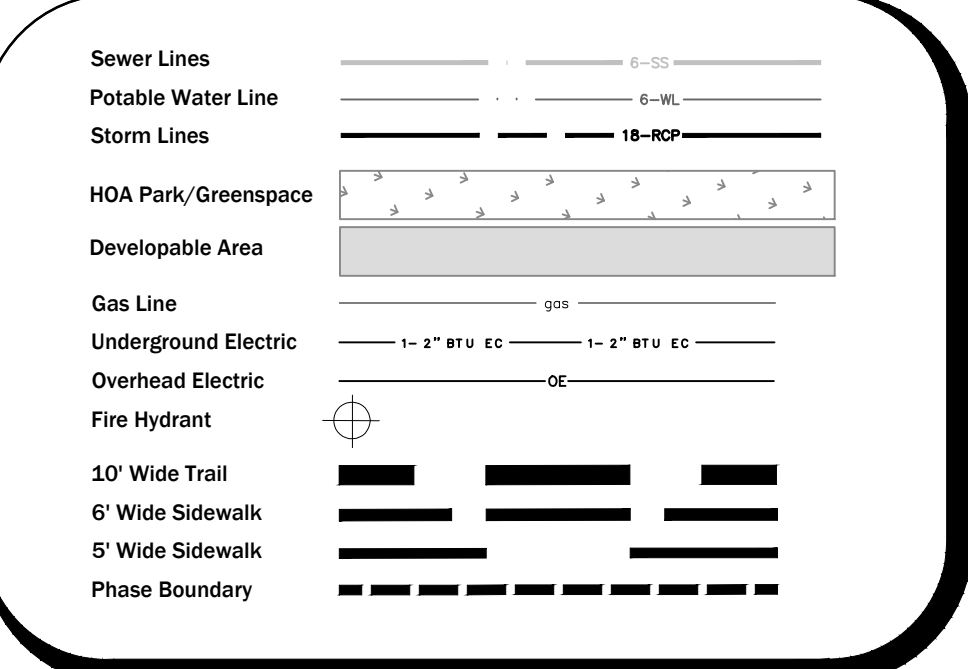 Sewer Lines 6-SS
Potable Water Line 6-WL
Storm Lines 18-RCP
HOA Park/Greenspace
Developable Area
Gas Line gas
Underground Electric 1- 2" BTU EC 1- 2" BTU EC
Overhead Electric OE
Fire Hydrant
10' Wide Trail
6' Wide Sidewalk
5' Wide Sidewalk
Phase Boundary